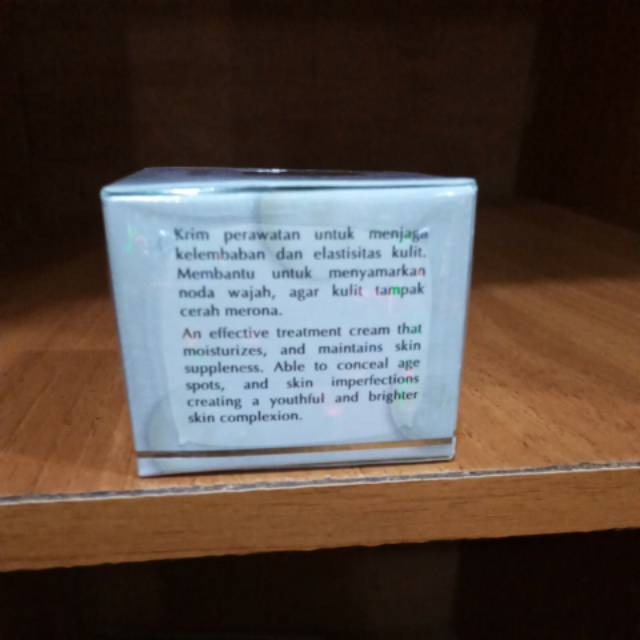 Krim perawatan untuk menjaga
kelembaban dan elastisitas kulit.
Membantu untuk menyamarkan
noda wajah, agar kulit tampak
cerah merona.
An effective treatment cream that
moisturizes, and maintains skin
suppleness. Able to conceal age
spots, and skin imperfections
creating a youthful and brighter
skin complexion.